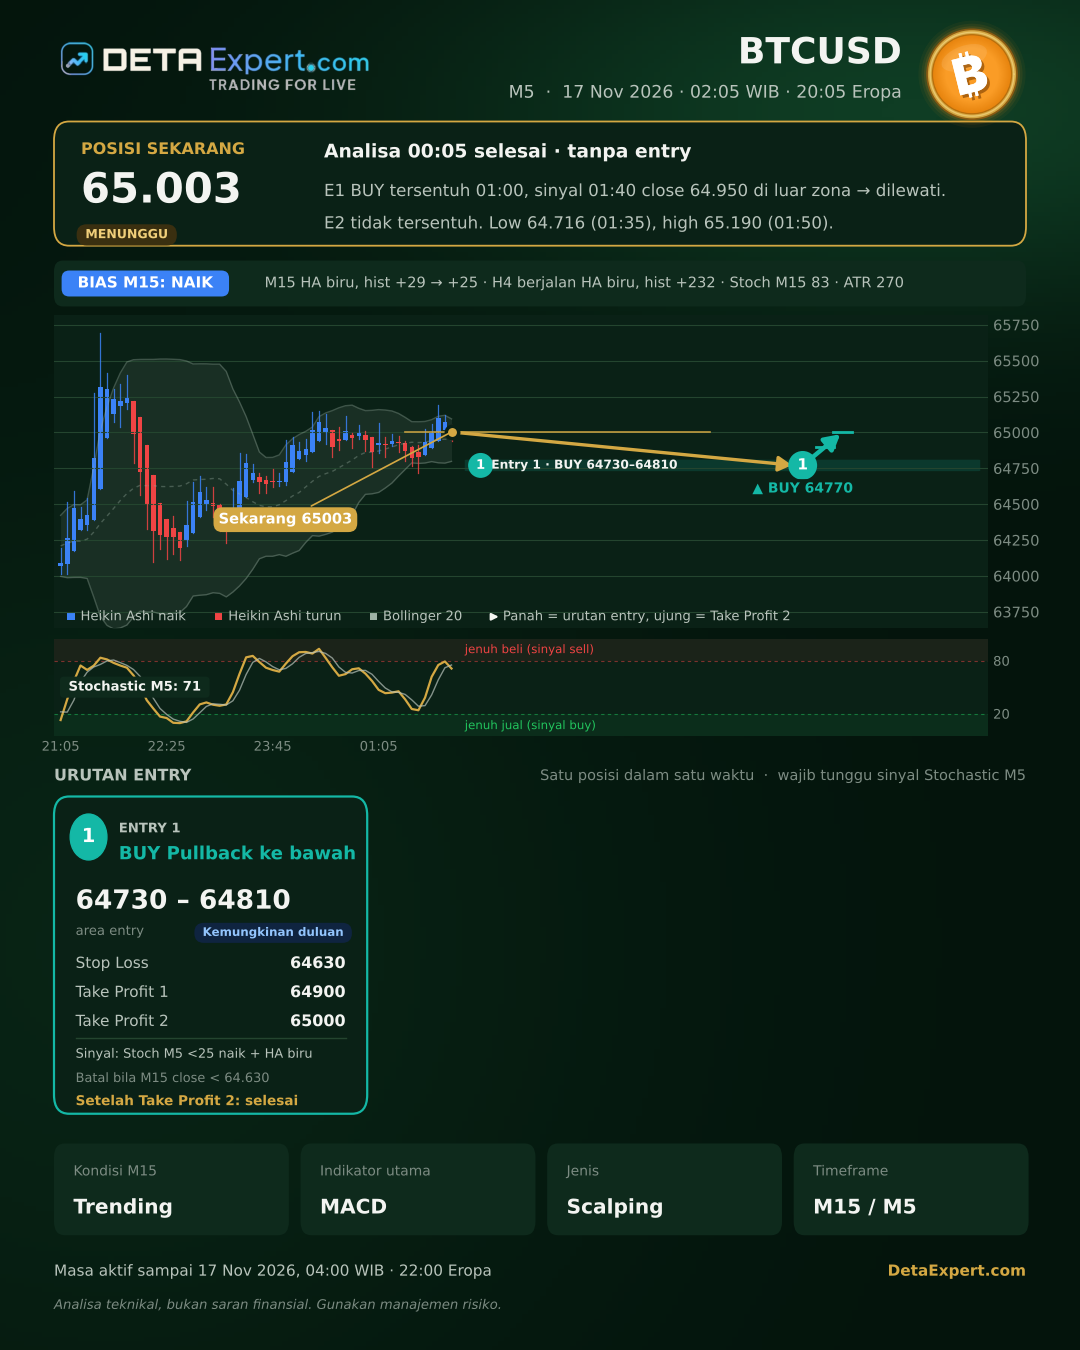 DETA Expert.com
TRADING FOR LIVE
BTCUSD
M5 · 17 Nov 2026 · 02:05 WIB · 20:05 Eropa
POSISI SEKARANG
65.003
MENUNGGU
Analisa 00:05 selesai · tanpa entry
E1 BUY tersentuh 01:00, sinyal 01:40 close 64.950 di luar zona → dilewati.
E2 tidak tersentuh. Low 64.716 (01:35), high 65.190 (01:50).
BIAS M15: NAIK
M15 HA biru, hist +29 → +25 · H4 berjalan HA biru, hist +232 · Stoch M15 83 · ATR 270
65750
65500
65250
65000
64750
64500
64250
64000
63750
1 Entry 1 · BUY 64730–64810
1
▲ BUY 64770
Sekarang 65003
Heikin Ashi naik
Heikin Ashi turun
Bollinger 20
Panah = urutan entry, ujung = Take Profit 2
jenuh beli (sinyal sell)
80
Stochastic M5: 71
20
jenuh jual (sinyal buy)
21:05 22:25 23:45 01:05
URUTAN ENTRY
Satu posisi dalam satu waktu · wajib tunggu sinyal Stochastic M5
1
ENTRY 1
BUY Pullback ke bawah
64730 – 64810
area entry
Kemungkinan duluan
Stop Loss 64630
Take Profit 1 64900
Take Profit 2 65000
Sinyal: Stoch M5 <25 naik + HA biru
Batal bila M15 close < 64.630
Setelah Take Profit 2: selesai
Kondisi M15
Trending
Indikator utama
MACD
Jenis
Scalping
Timeframe
M15 / M5
Masa aktif sampai 17 Nov 2026, 04:00 WIB · 22:00 Eropa
DetaExpert.com
Analisa teknikal, bukan saran finansial. Gunakan manajemen risiko.